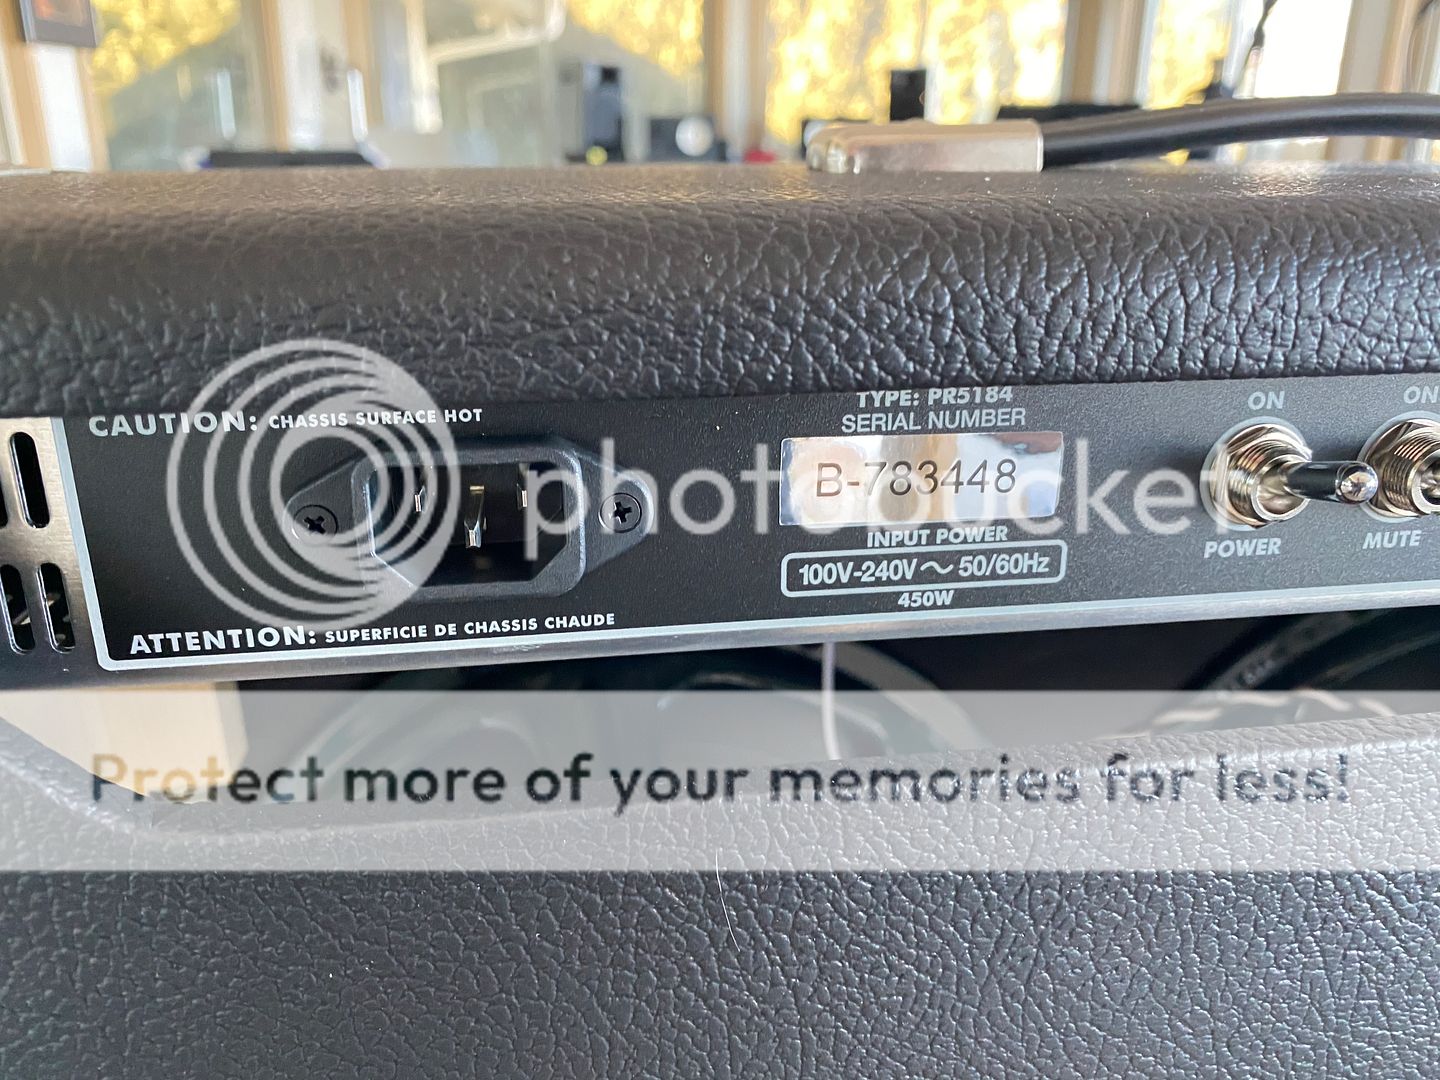 CAUTION: CHASSIS SURFACE HOT
TYPE: PR5184
SERIAL NUMBER
B-783448
INPUT POWER
100V-240V ~ 50/60Hz
450W
ON
POWER
ON
MUTE
ATTENTION: SUPERFICIE DE CHASSIS CHAUDE
photobucket
Protect more of your memories for less!